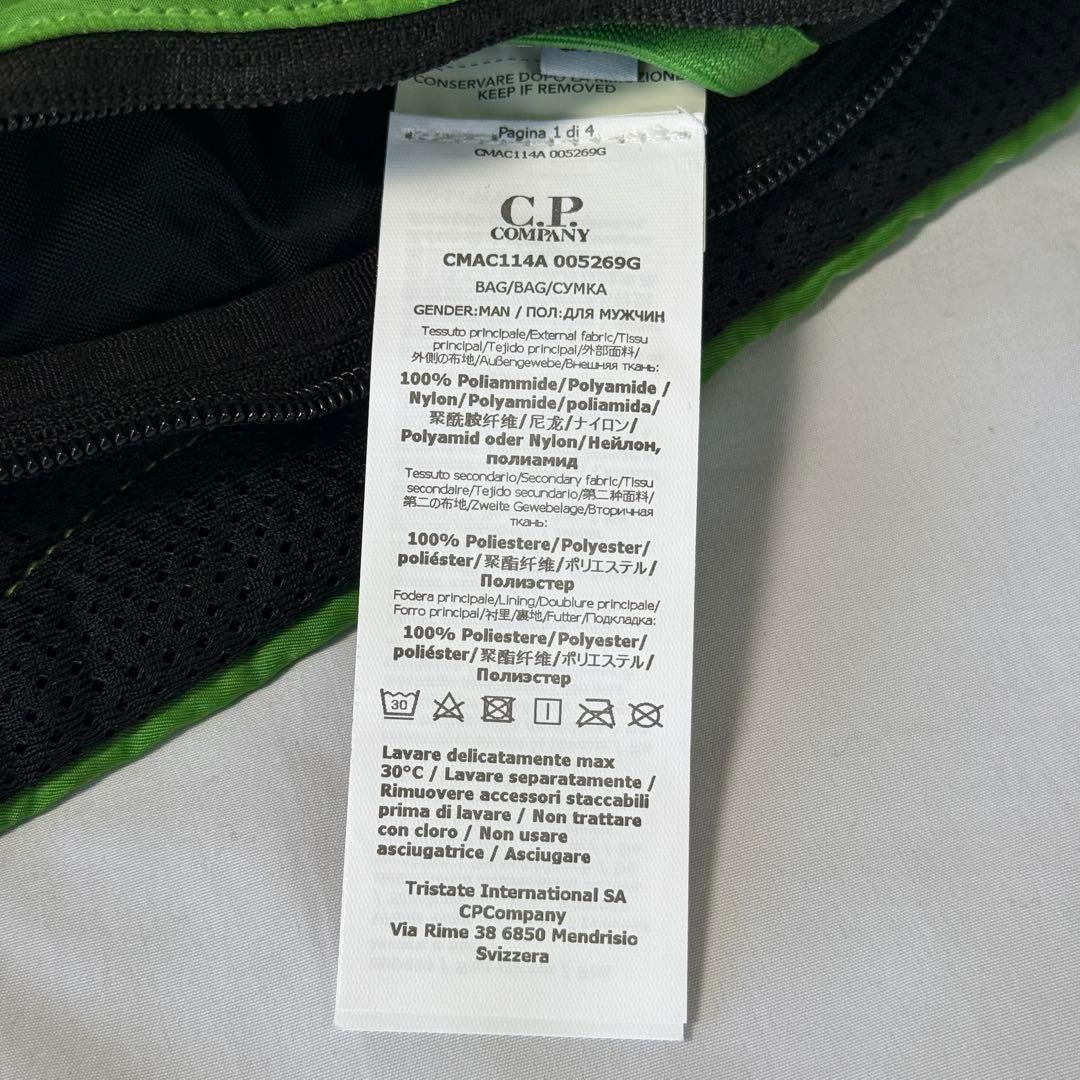 CONSERVARE DOPO LA
KEEP IF REMOVED
Pagina 1 di 4
CMAC114A 005269G
C.P.
COMPANY
CMAC114A 005269G
BAG/BAG/СУМКА
GENDER:MAN / ПОЛ:ДЛЯ МУЖЧИН
Tessuto principale/External fabric/Tissu
principal/Tejido principal/外部面料/
外側の布地/Außengewebe/Внешняя ткань:
100% Poliammide/Polyamide /
Nylon/Polyamide/poliamida/
聚酰胺纤维/尼龙/ナイロン/
Polyamid oder Nylon/Нейлон,
полиамид
Tessuto secondario/Secondary fabric/Tissu
secondaire/Tejido secundario/第二种面料/
第二の布地/Zweite Gewebelage/Вторичная
ткань:
100% Poliestere/Polyester/
poliéster/聚酯纤维/ポリエステル/
Полиэстер
Fodera principale/Lining/Doublure principale/
Forro principal/衬里/裏地/Futter/Подкладка:
100% Poliestere/Polyester/
poliéster/聚酯纤维/ポリエステル/
Полиэстер
30
Lavare delicatamente max
30°C / Lavare separatamente /
Rimuovere accessori staccabili
prima di lavare / Non trattare
con cloro / Non usare
asciugatrice / Asciugare
Tristate International SA
CPCompany
Via Rime 38 6850 Mendrisio
Svizzera